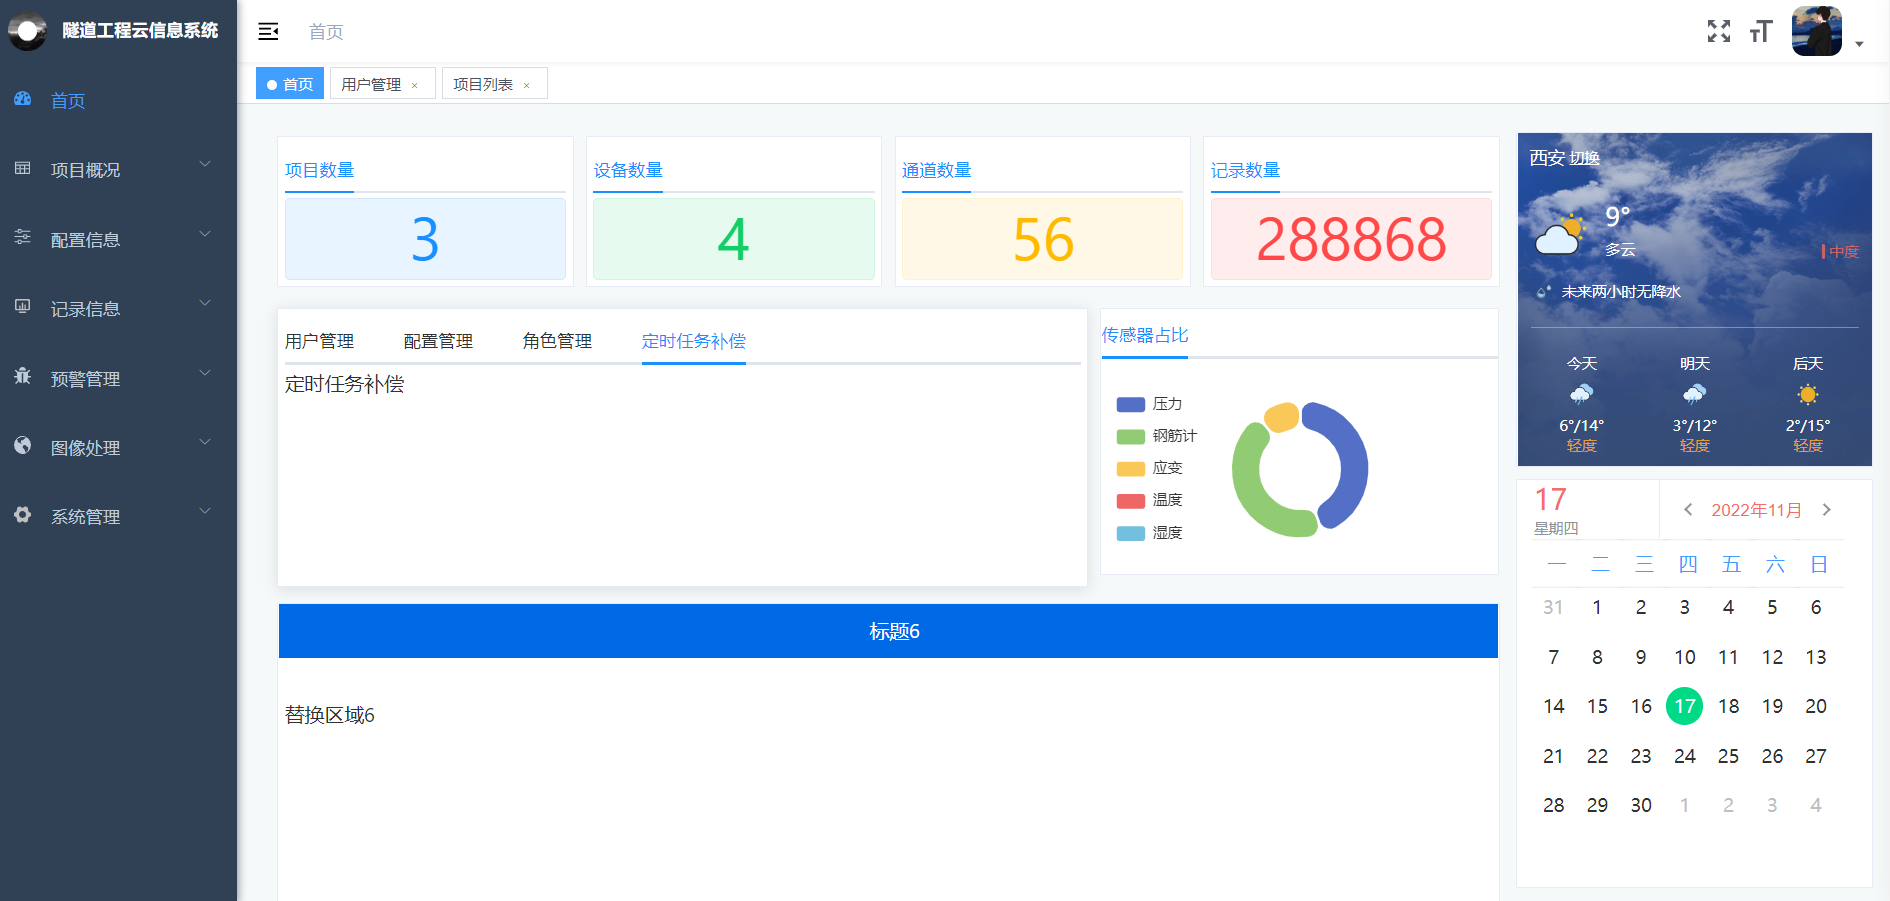 隧道工程云信息系统
首页
项目概况
配置信息
记录信息
预警管理
图像处理
系统管理
首页
首页 用户管理 × 项目列表 ×
项目数量
3
设备数量
4
通道数量
56
记录数量
288868
用户管理 配置管理 角色管理 定时任务补偿
定时任务补偿
传感器占比
压力
钢筋计
应变
温度
湿度
标题6
替换区域6
西安 切换
9°
多云
中度
未来两小时无降水
今天 明天 后天
6°/14° 3°/12° 2°/15°
轻度 轻度 轻度
17
星期四
2022年11月
一 二 三 四 五 六 日
31 1 2 3 4 5 6
7 8 9 10 11 12 13
14 15 16 17 18 19 20
21 22 23 24 25 26 27
28 29 30 1 2 3 4